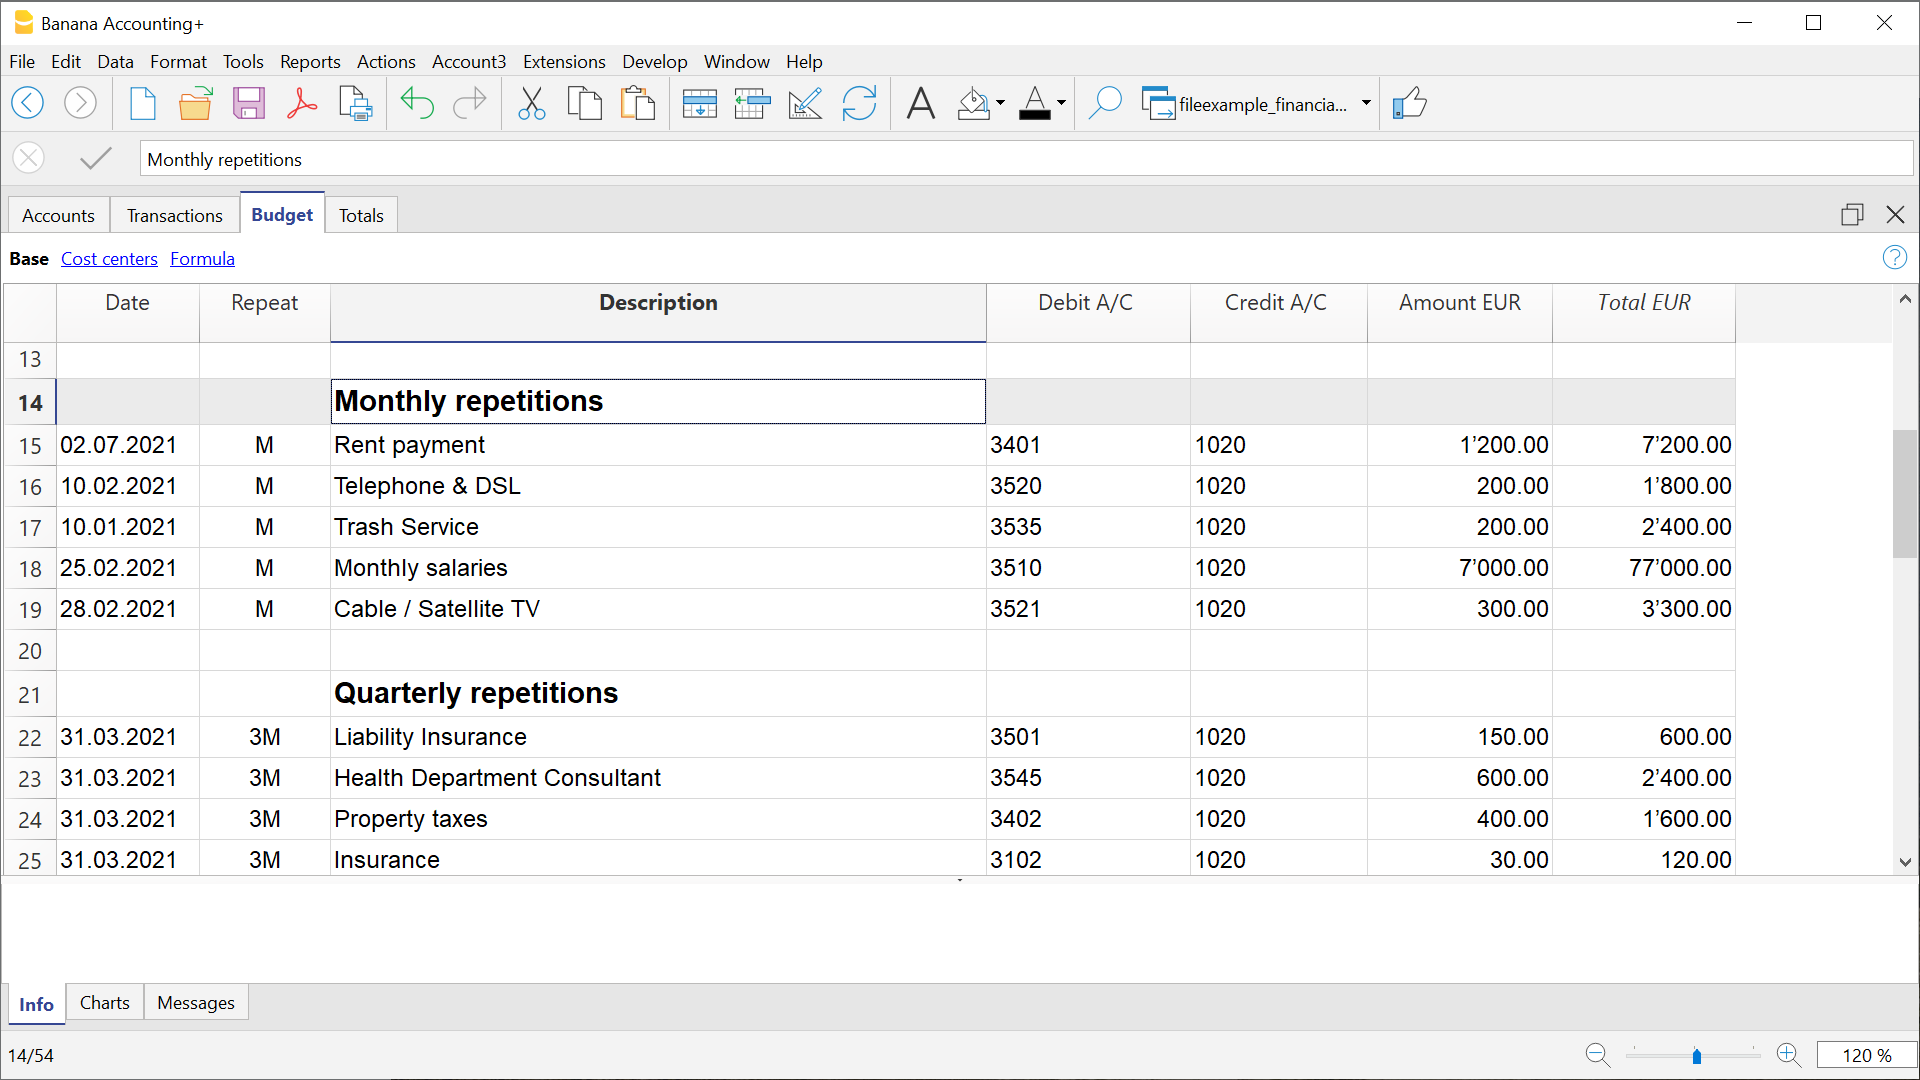 Banana Accounting+
File Edit Data Format Tools Reports Actions Account3 Extensions Develop Window Help
fileexample_financia...
Monthly repetitions
Accounts Transactions Budget Totals
Base Cost centers Formula
Date Repeat Description Debit A/C Credit A/C Amount EUR Total EUR
13
14 Monthly repetitions
15 02.07.2021 M Rent payment 3401 1020 1’200.00 7’200.00
16 10.02.2021 M Telephone & DSL 3520 1020 200.00 1’800.00
17 10.01.2021 M Trash Service 3535 1020 200.00 2’400.00
18 25.02.2021 M Monthly salaries 3510 1020 7’000.00 77’000.00
19 28.02.2021 M Cable / Satellite TV 3521 1020 300.00 3’300.00
20
21 Quarterly repetitions
22 31.03.2021 3M Liability Insurance 3501 1020 150.00 600.00
23 31.03.2021 3M Health Department Consultant 3545 1020 600.00 2’400.00
24 31.03.2021 3M Property taxes 3402 1020 400.00 1’600.00
25 31.03.2021 3M Insurance 3102 1020 30.00 120.00
Info Charts Messages
14/54 120 %